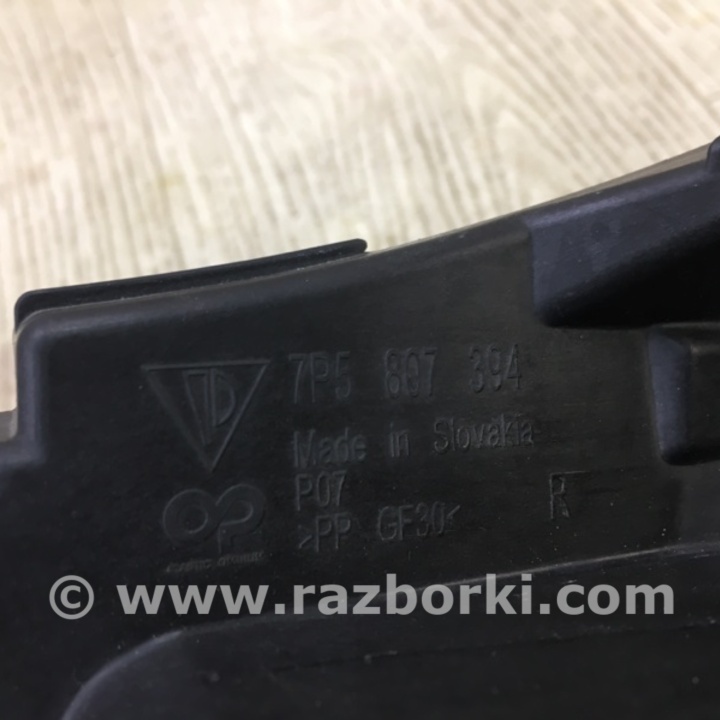 7P5 807 394
Made in Slovakia
P07
R
>PP GF30<
© www.razborki.com